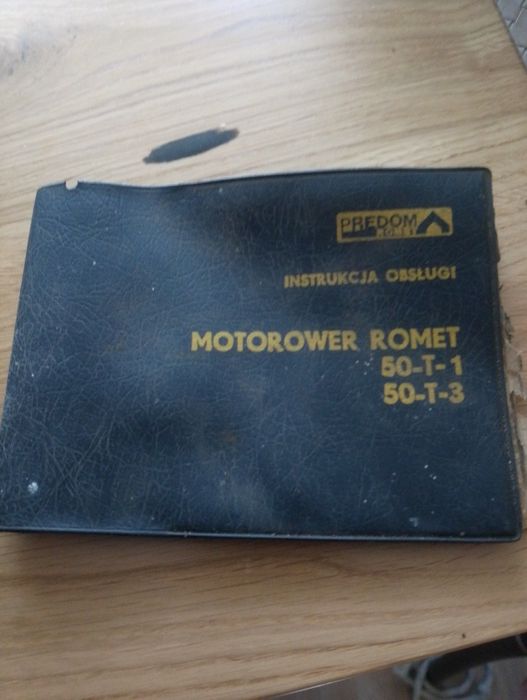 PREDOM
ROMET
INSTRUKCJA OBSŁUGI
MOTOROWER ROMET
50-T-1
50-T-3